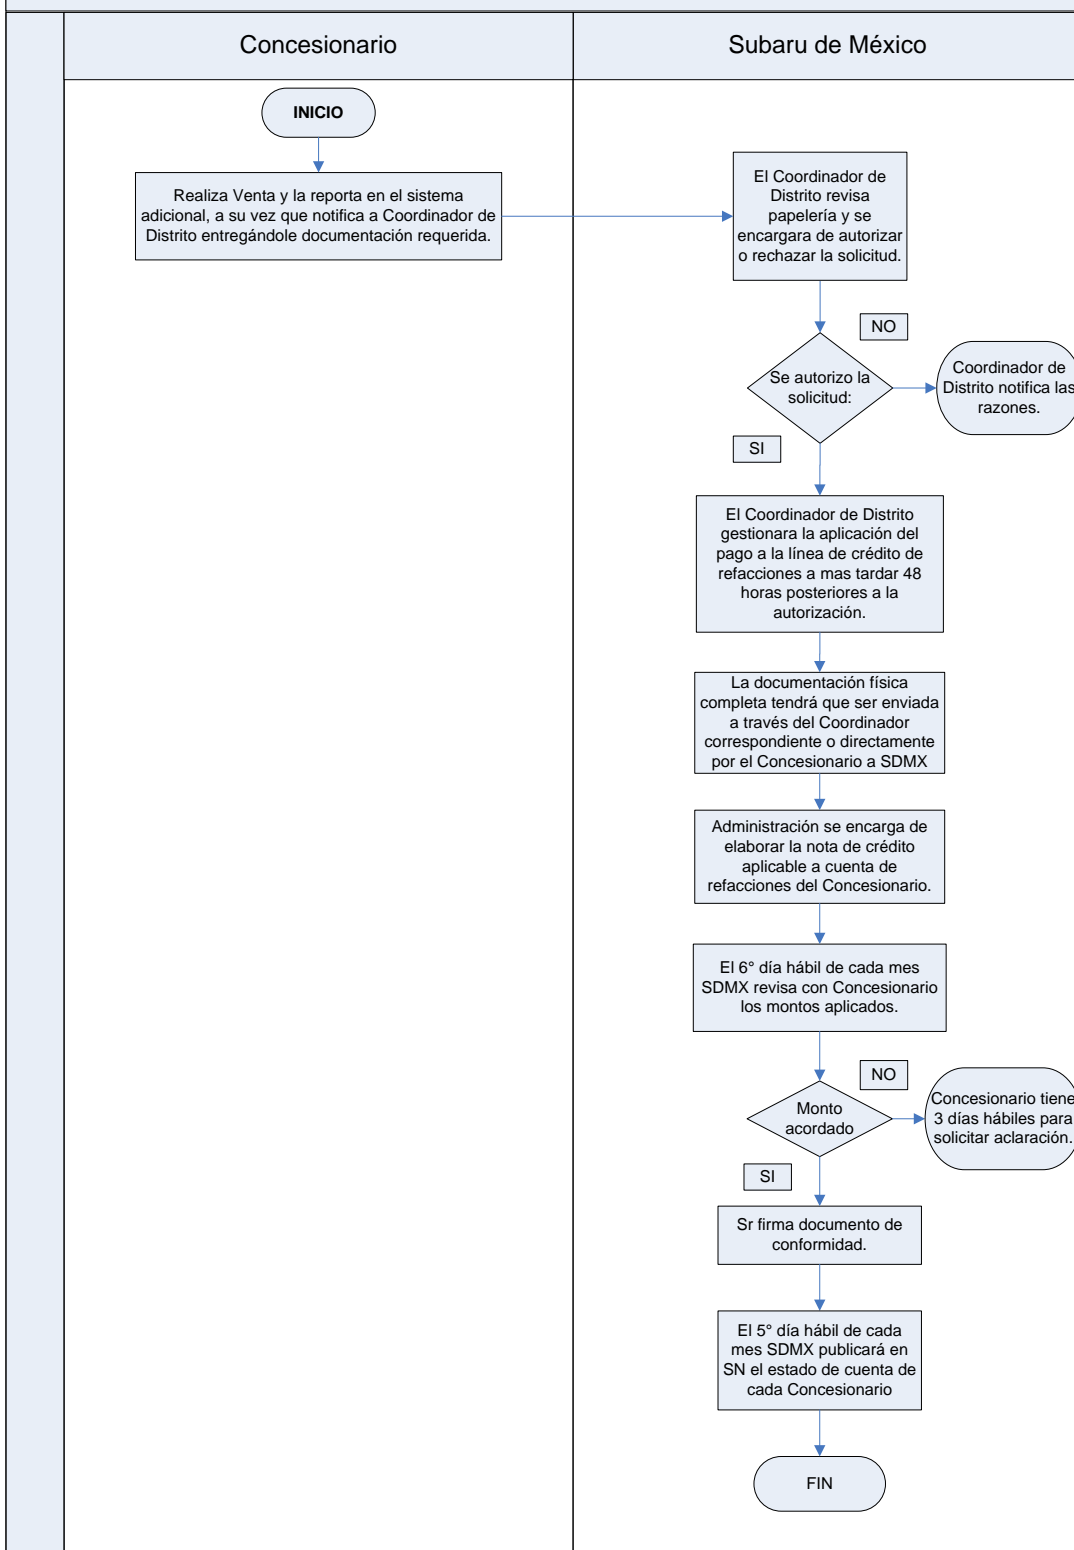 Concesionario
Subaru de México
INICIO
Realiza Venta y la reporta en el sistema
adicional, a su vez que notifica a Coordinador de
Distrito entregándole documentación requerida.
El Coordinador de
Distrito revisa
papelería y se
encargara de autorizar
o rechazar la solicitud.
NO
Se autorizo la
solicitud:
Coordinador de
Distrito notifica las
razones.
SI
El Coordinador de Distrito
gestionara la aplicación del
pago a la línea de crédito de
refacciones a mas tardar 48
horas posteriores a la
autorización.
La documentación física
completa tendrá que ser enviada
a través del Coordinador
correspondiente o directamente
por el Concesionario a SDMX
Administración se encarga de
elaborar la nota de crédito
aplicable a cuenta de
refacciones del Concesionario.
El 6° día hábil de cada mes
SDMX revisa con Concesionario
los montos aplicados.
NO
Monto
acordado
Concesionario tiene
3 días hábiles para
solicitar aclaración.
SI
Sr firma documento de
conformidad.
El 5° día hábil de cada
mes SDMX publicará en
SN el estado de cuenta de
cada Concesionario
FIN